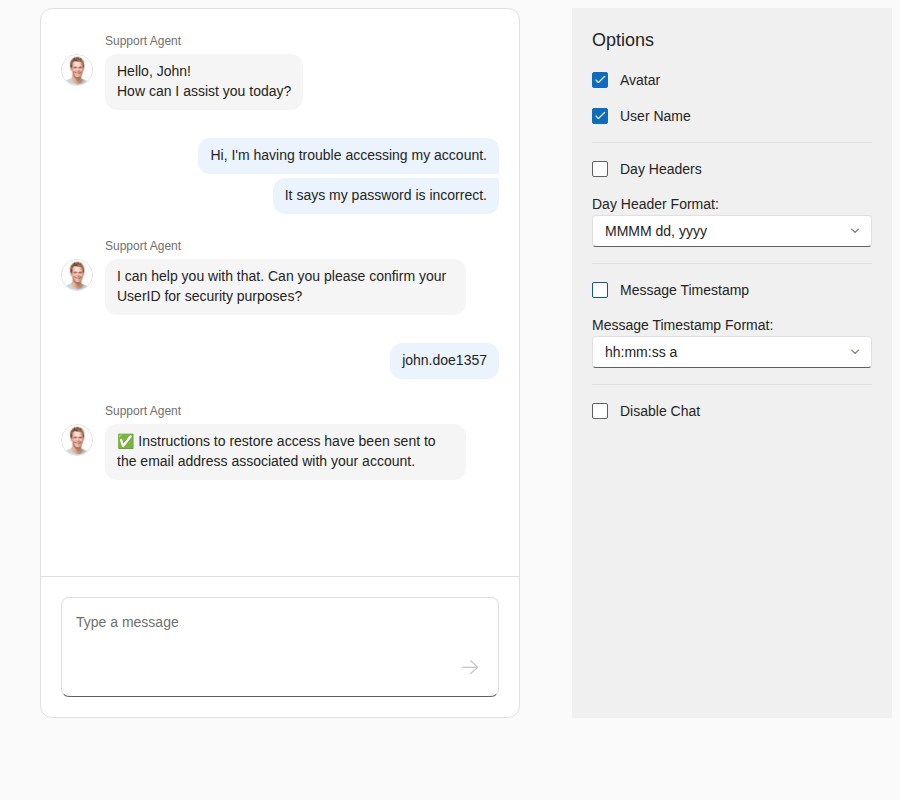 Support Agent
Hello, John!
How can I assist you today?
Hi, I'm having trouble accessing my account.
It says my password is incorrect.
Support Agent
I can help you with that. Can you please confirm your
UserID for security purposes?
john.doe1357
Support Agent
✅ Instructions to restore access have been sent to
the email address associated with your account.
Type a message
Options
Avatar
User Name
Day Headers
Day Header Format:
MMMM dd, yyyy
Message Timestamp
Message Timestamp Format:
hh:mm:ss a
Disable Chat